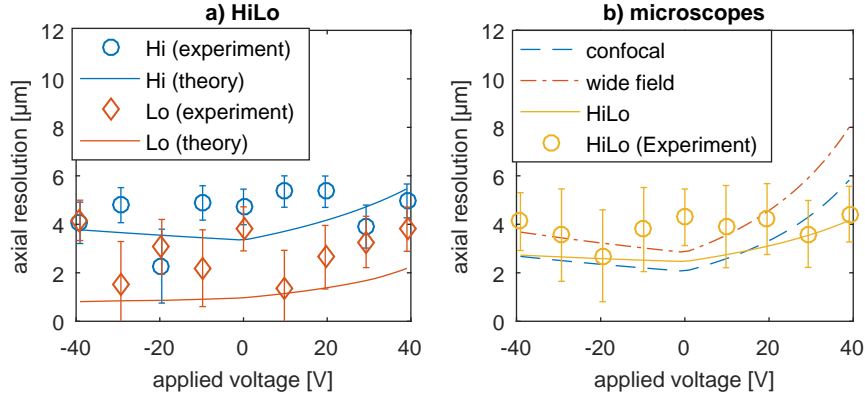 a) HiLo
axial resolution [µm]
12
10
8
6
4
2
0
Hi (experiment)
Hi (theory)
Lo (experiment)
Lo (theory)
-40
-20
0
20
40
applied voltage [V]
b) microscopes
axial resolution [µm]
12
10
8
6
4
2
0
confocal
wide field
HiLo
HiLo (Experiment)
-40
-20
0
20
40
applied voltage [V]